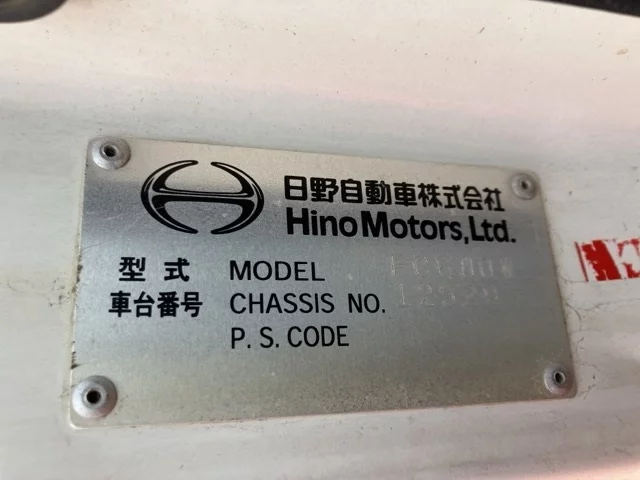 日野自動車株式会社
Hino Motors, Ltd.
型式 MODEL
車台番号 CHASSIS NO.
P.S. CODE